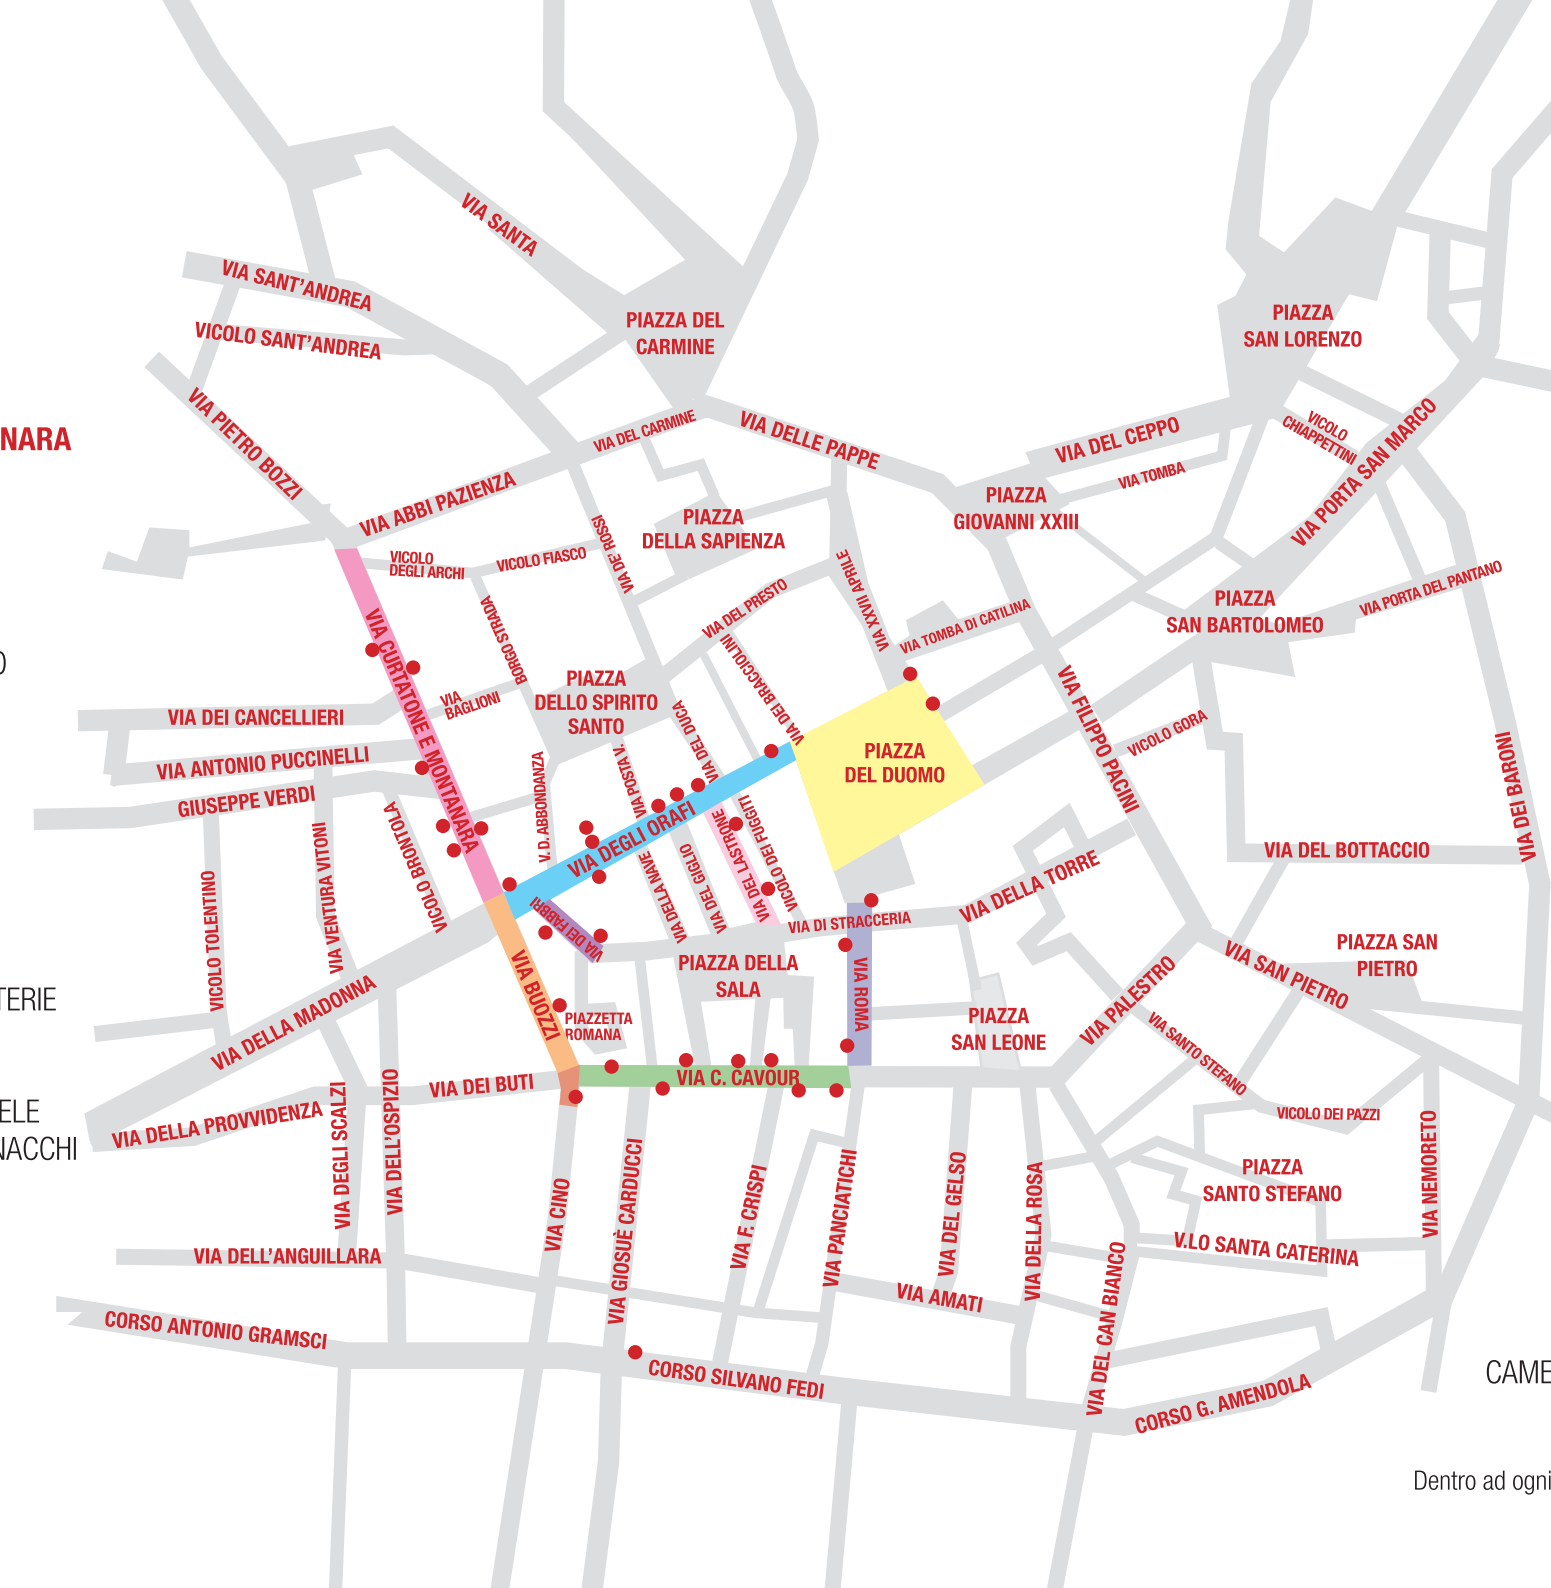 VIA SANTA
VIA SANT'ANDREA
VICOLO SANT'ANDREA
PIAZZA DEL
CARMINE
PIAZZA
SAN LORENZO
VIA PIETRO BOZZI
NARA
VIA DEL CARMINE
VIA DELLE PAPPE
VIA DEL CEPPO
VICOLO
CHIAPPETTINI
VIA PORTA SAN MARCO
VIA TOMBA
VIA ABBI PAZIENZA
PIAZZA
GIOVANNI XXIII
PIAZZA
DELLA SAPIENZA
VICOLO
DEGLI ARCHI
VICOLO FIASCO
VIA DE' ROSSI
VIA XXVII APRILE
VIA DEL PRESTO
VIA TOMBA DI CATILINA
PIAZZA
SAN BARTOLOMEO
VIA PORTA DEL PANTANO
VIA CURTATONE E MONTANARA
BORGO STRADA
VIA
BAGLIONI
PIAZZA
DELLO SPIRITO
SANTO
VIA DEI BRACCIOLINI
VIA FILIPPO PACINI
VICOLO GORA
VIA DEI BARONI
O
VIA DEI CANCELLIERI
VIA ANTONIO PUCCINELLI
GIUSEPPE VERDI
V. D. ABBONDANZA
VIA POSTA V.
VIA DEL DUCA
PIAZZA
DEL DUOMO
VIA DEGLI ORAFI
VIA DEL LASTRONE
VICOLO DEI FUGGITI
VIA DELLA NAVE
VIA DEL GIGLIO
VIA DEL BOTTACCIO
VIA DELLA TORRE
VICOLO TOLENTINO
VIA VENTURA VITONI
VICOLO BRONTOLA
VIA DEI FABBRI
VIA DI STRACCERIA
VIA BUOZZI
PIAZZA DELLA
SALA
VIA ROMA
PIAZZA SAN
PIETRO
VIA SAN PIETRO
VIA PALESTRO
TERIE
VIA DELLA MADONNA
PIAZZETTA
ROMANA
PIAZZA
SAN LEONE
VIA SANTO STEFANO
VIA C. CAVOUR
VIA DEI BUTI
VIA DELLA PROVVIDENZA
VIA DEGLI SCALZI
VIA DELL'OSPIZIO
VICOLO DEI PAZZI
ELE
NACCHI
PIAZZA
SANTO STEFANO
VIA NEMORETO
VIA CINO
VIA GIOSUÈ CARDUCCI
VIA F. CRISPI
VIA PANCIATICHI
VIA DEL GELSO
VIA DELLA ROSA
V.LO SANTA CATERINA
VIA DELL'ANGUILLARA
VIA AMATI
VIA DEL CAN BIANCO
CORSO ANTONIO GRAMSCI
CORSO SILVANO FEDI
CORSO G. AMENDOLA
CAME
Dentro ad ogni